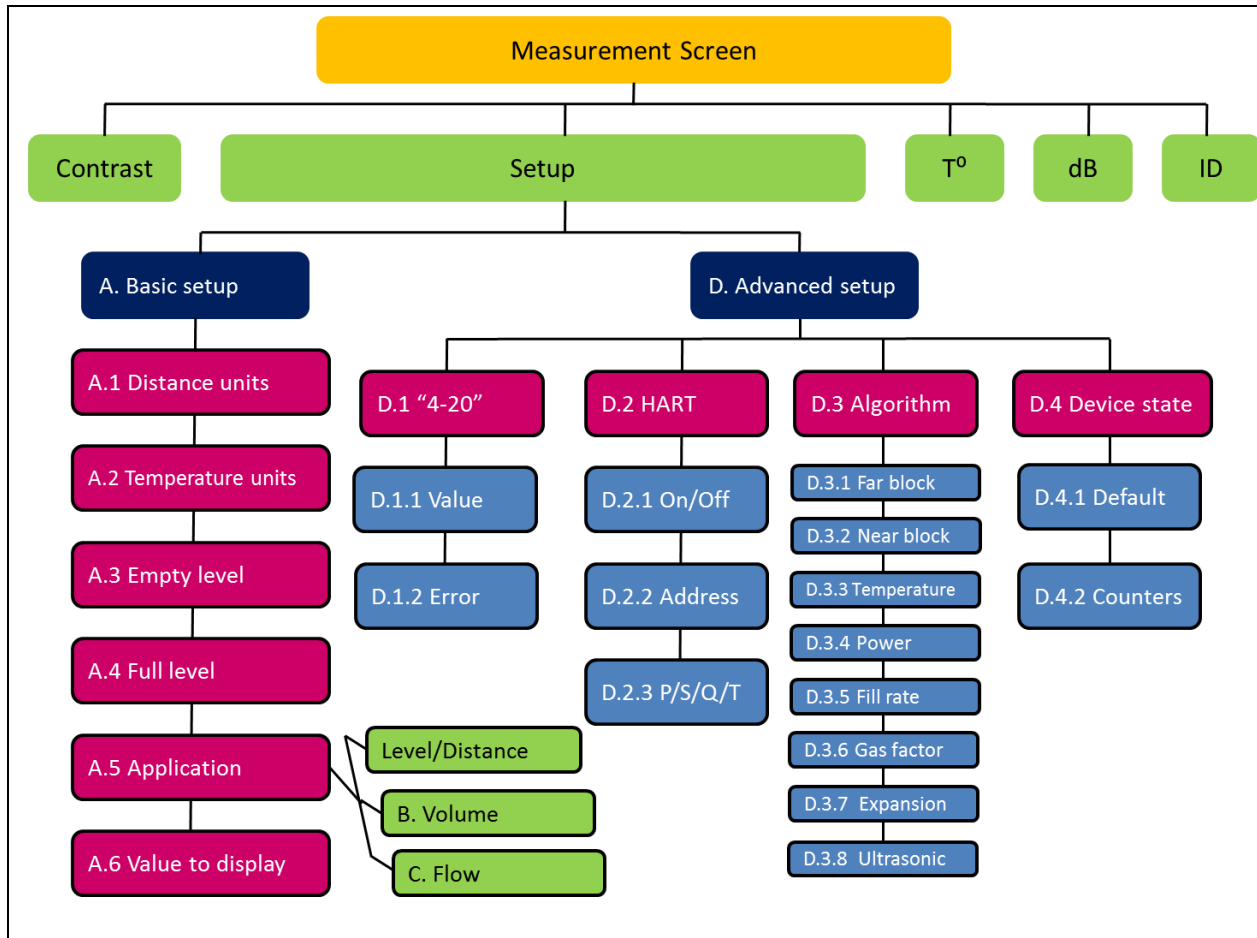 Measurement Screen
Contrast
Setup
Tº
dB
ID
A. Basic setup
D. Advanced setup
A.1 Distance units
A.2 Temperature units
A.3 Empty level
A.4 Full level
A.5 Application
A.6 Value to display
Level/Distance
B. Volume
C. Flow
D.1 “4-20”
D.1.1 Value
D.1.2 Error
D.2 HART
D.2.1 On/Off
D.2.2 Address
D.2.3 P/S/Q/T
D.3 Algorithm
D.3.1 Far block
D.3.2 Near block
D.3.3 Temperature
D.3.4 Power
D.3.5 Fill rate
D.3.6 Gas factor
D.3.7 Expansion
D.3.8 Ultrasonic
D.4 Device state
D.4.1 Default
D.4.2 Counters